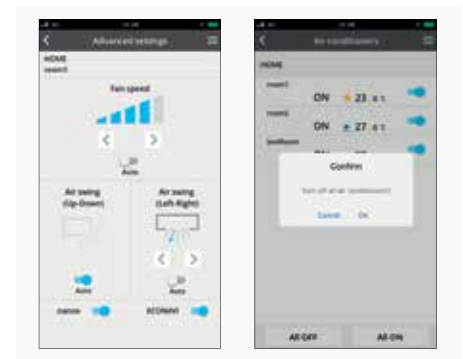 Advanced settings
HOME
room1
Fan speed
Auto
Air swing
(Up-Down)
Air swing
(Left-Right)
Auto
Auto
nanoe
ECONAVI
Air conditioners
HOME
room1
ON 23
room2
ON 27
Confirm
Turn off all air conditioners?
Cancel OK
All OFF All ON